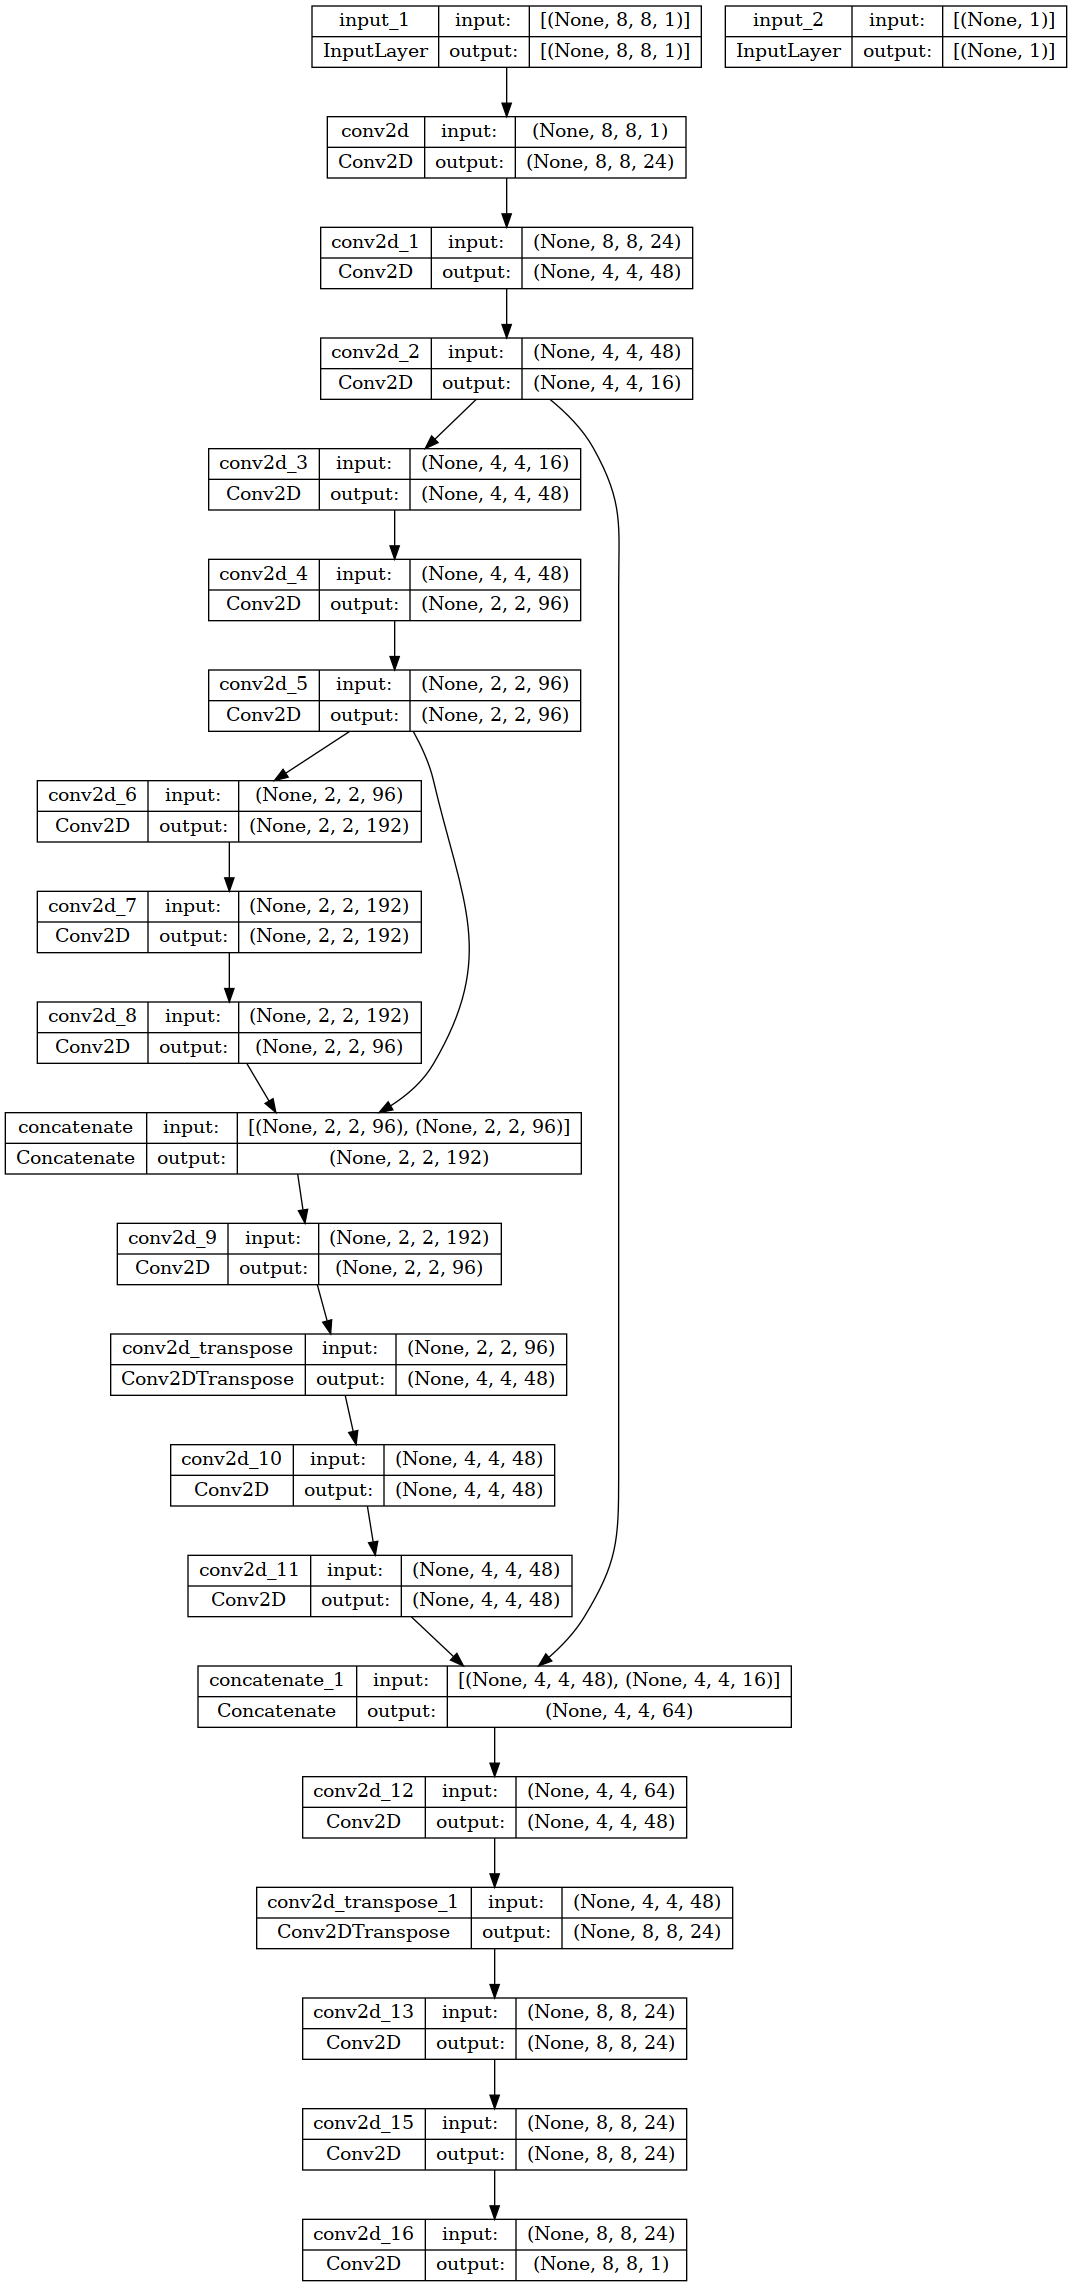 input_1 input: [(None, 8, 8, 1)]
InputLayer output: [(None, 8, 8, 1)]
input_2 input: [(None, 1)]
InputLayer output: [(None, 1)]
conv2d input: (None, 8, 8, 1)
Conv2D output: (None, 8, 8, 24)
conv2d_1 input: (None, 8, 8, 24)
Conv2D output: (None, 4, 4, 48)
conv2d_2 input: (None, 4, 4, 48)
Conv2D output: (None, 4, 4, 16)
conv2d_3 input: (None, 4, 4, 16)
Conv2D output: (None, 4, 4, 48)
conv2d_4 input: (None, 4, 4, 48)
Conv2D output: (None, 2, 2, 96)
conv2d_5 input: (None, 2, 2, 96)
Conv2D output: (None, 2, 2, 96)
conv2d_6 input: (None, 2, 2, 96)
Conv2D output: (None, 2, 2, 192)
conv2d_7 input: (None, 2, 2, 192)
Conv2D output: (None, 2, 2, 192)
conv2d_8 input: (None, 2, 2, 192)
Conv2D output: (None, 2, 2, 96)
concatenate input: [(None, 2, 2, 96), (None, 2, 2, 96)]
Concatenate output: (None, 2, 2, 192)
conv2d_9 input: (None, 2, 2, 192)
Conv2D output: (None, 2, 2, 96)
conv2d_transpose input: (None, 2, 2, 96)
Conv2DTranspose output: (None, 4, 4, 48)
conv2d_10 input: (None, 4, 4, 48)
Conv2D output: (None, 4, 4, 48)
conv2d_11 input: (None, 4, 4, 48)
Conv2D output: (None, 4, 4, 48)
concatenate_1 input: [(None, 4, 4, 48), (None, 4, 4, 16)]
Concatenate output: (None, 4, 4, 64)
conv2d_12 input: (None, 4, 4, 64)
Conv2D output: (None, 4, 4, 48)
conv2d_transpose_1 input: (None, 4, 4, 48)
Conv2DTranspose output: (None, 8, 8, 24)
conv2d_13 input: (None, 8, 8, 24)
Conv2D output: (None, 8, 8, 24)
conv2d_15 input: (None, 8, 8, 24)
Conv2D output: (None, 8, 8, 24)
conv2d_16 input: (None, 8, 8, 24)
Conv2D output: (None, 8, 8, 1)